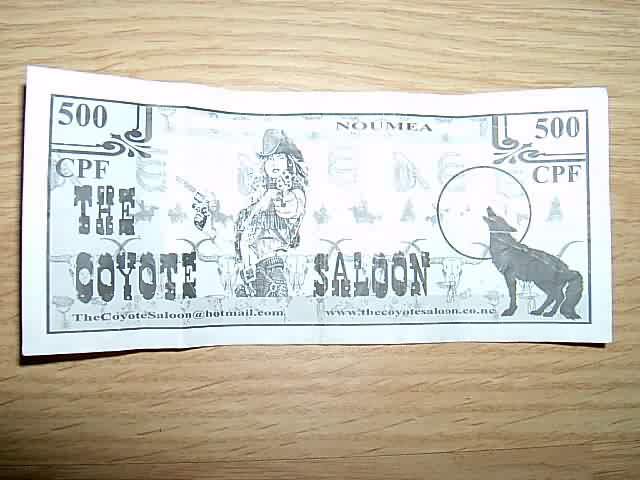 500
NOUMEA
500
CPF
CPF
THE
COYOTE SALOON
TheCoyoteSaloon@hotmail.com www.thecoyotesaloon.co.nc